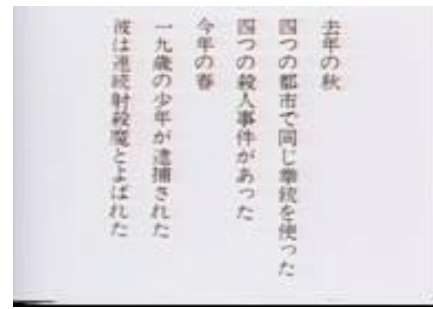 去年の秋
四つの都市で同じ拳銃を使った
四つの殺人事件があった
今年の春
一九歳の少年が逮捕された
彼は連続射殺魔とよばれた